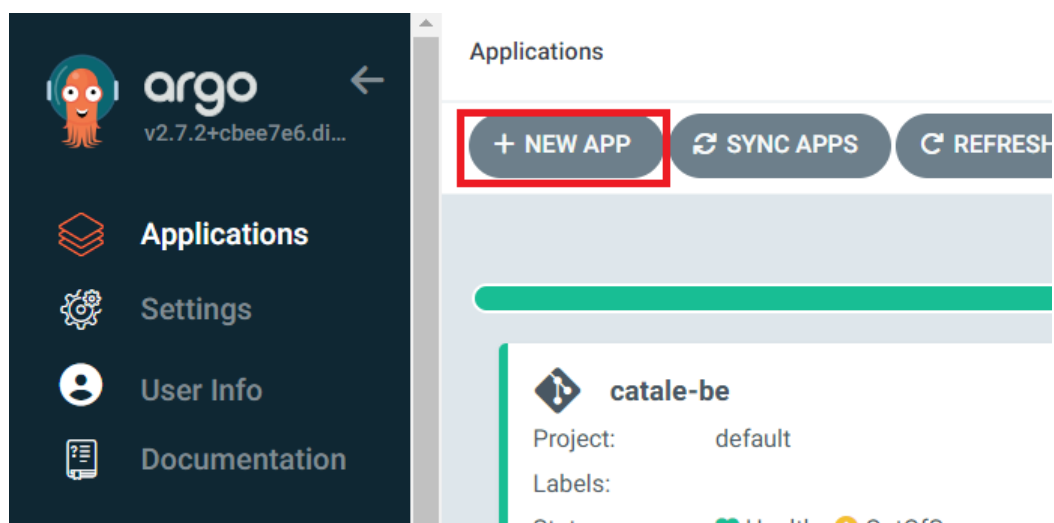 argo
v2.7.2+cbee7e6.di...
Applications
Settings
User Info
Documentation
Applications
+ NEW APP
SYNC APPS
REFRESH
catale-be
Project: default
Labels: